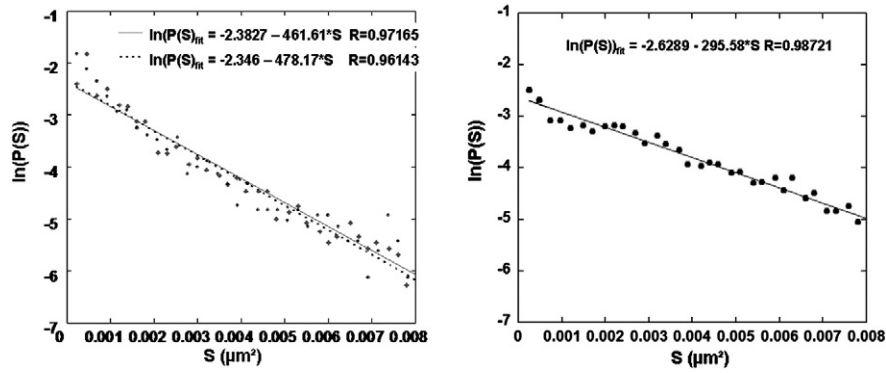 -1
-2
-3
-4
-5
-6
-7
ln(P(S))
ln(P(S)fit = -2.3827 – 461.61*S R=0.97165
ln(P(S)fit = -2.346 – 478.17*S R=0.96143
0 0.001 0.002 0.003 0.004 0.005 0.006 0.007 0.008
S (µm²)
-1
-2
-3
-4
-5
-6
-7
ln(P(S))
ln(P(S))fit = -2.6289 - 295.58*S R=0.98721
0 0.001 0.002 0.003 0.004 0.005 0.006 0.007 0.008
S (µm²)